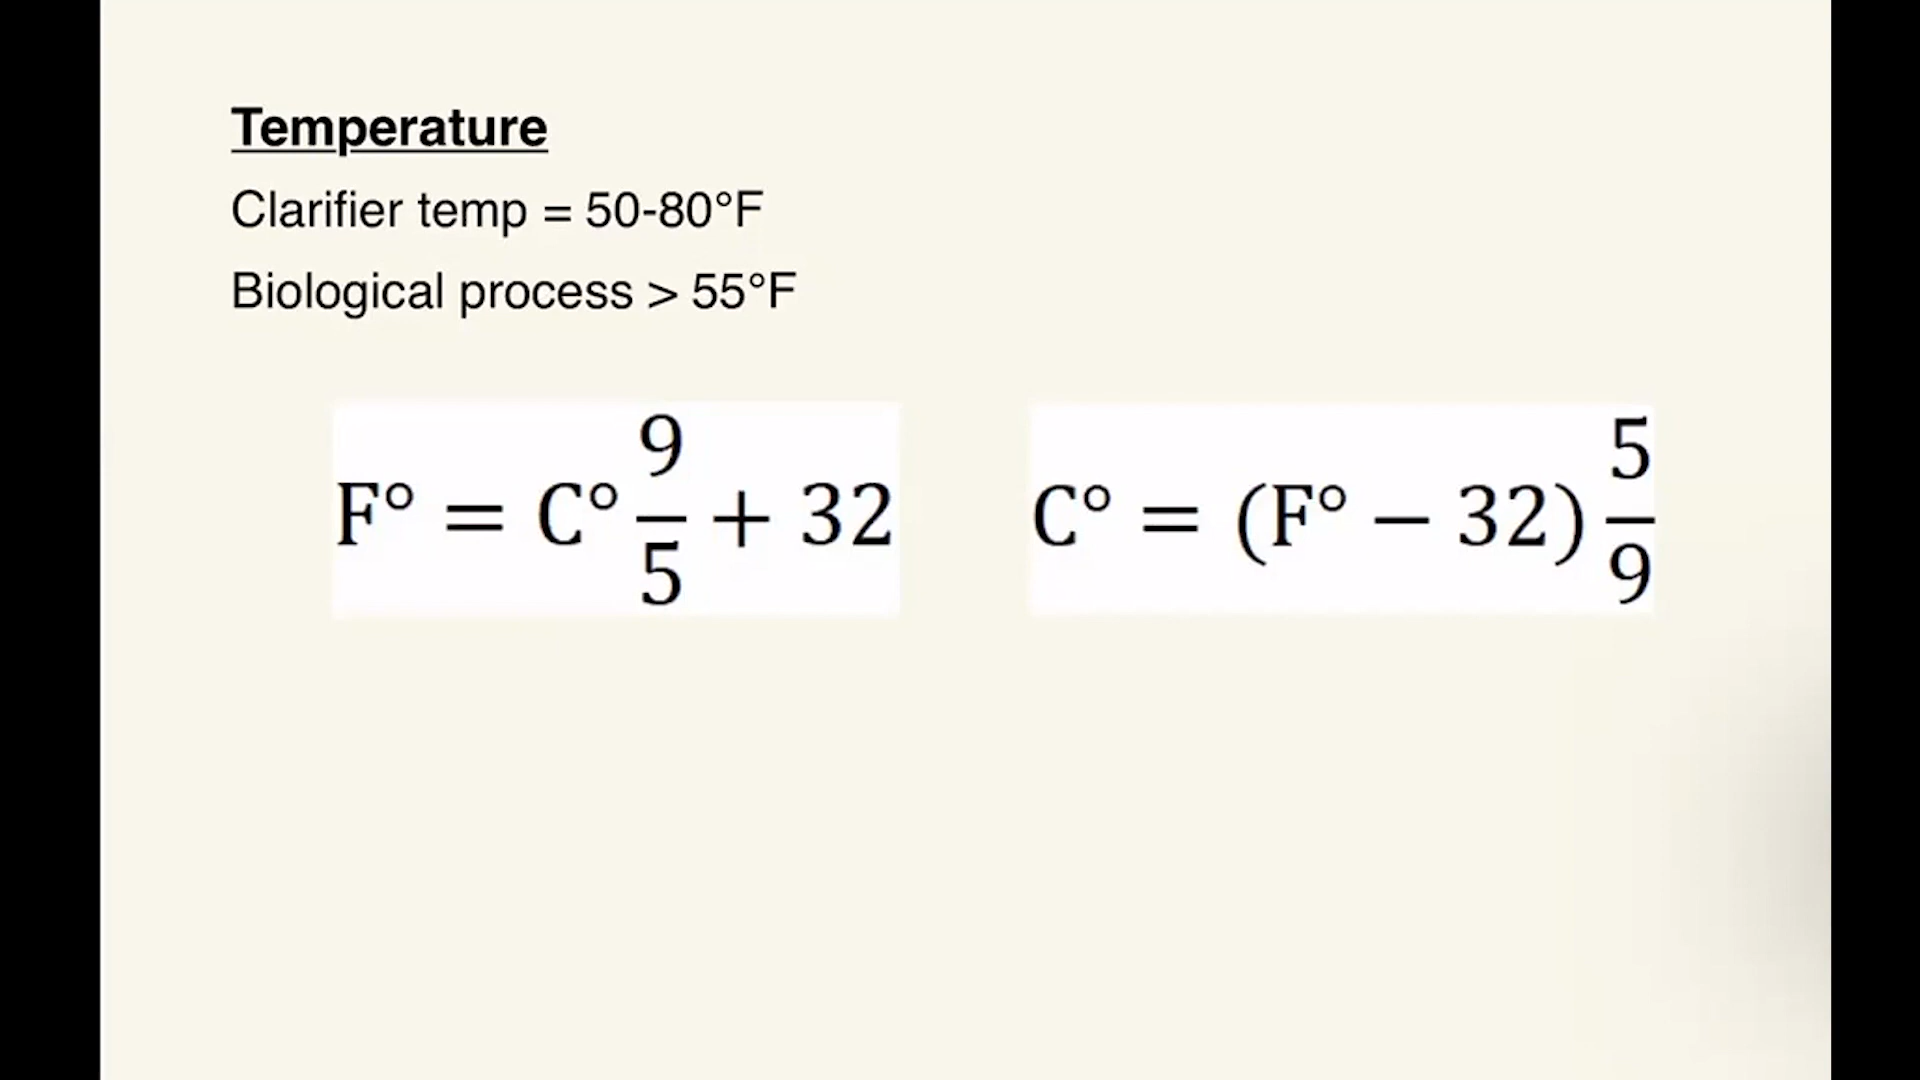 Temperature
Clarifier temp = 50-80°F
Biological process > 55°F
F° = C° 9/5 + 32
C° = (F° − 32) 5/9